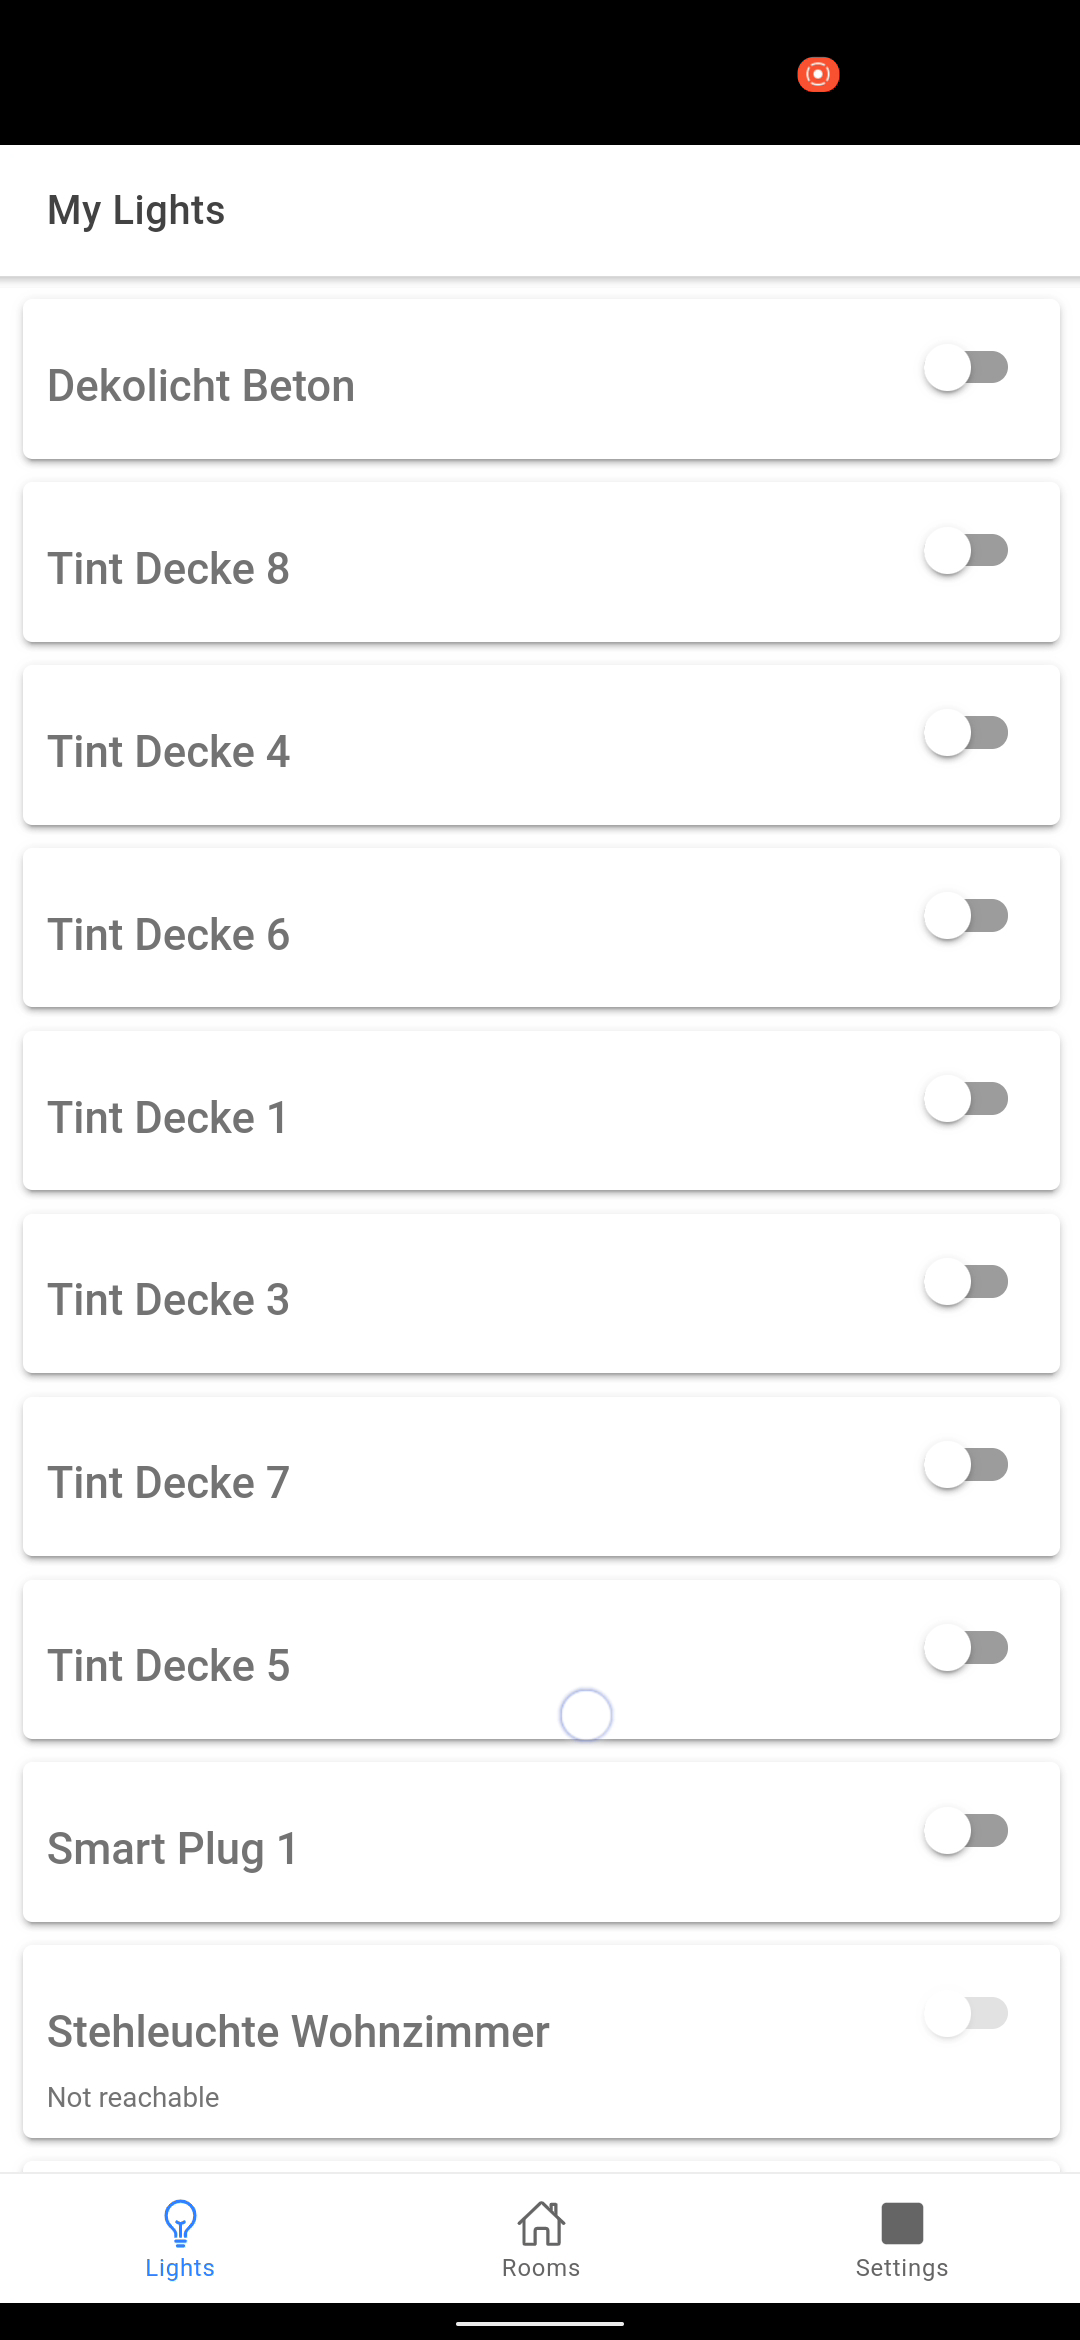 My Lights
Dekolicht Beton
Tint Decke 8
Tint Decke 4
Tint Decke 6
Tint Decke 1
Tint Decke 3
Tint Decke 7
Tint Decke 5
Smart Plug 1
Stehleuchte Wohnzimmer
Not reachable
Lights
Rooms
Settings